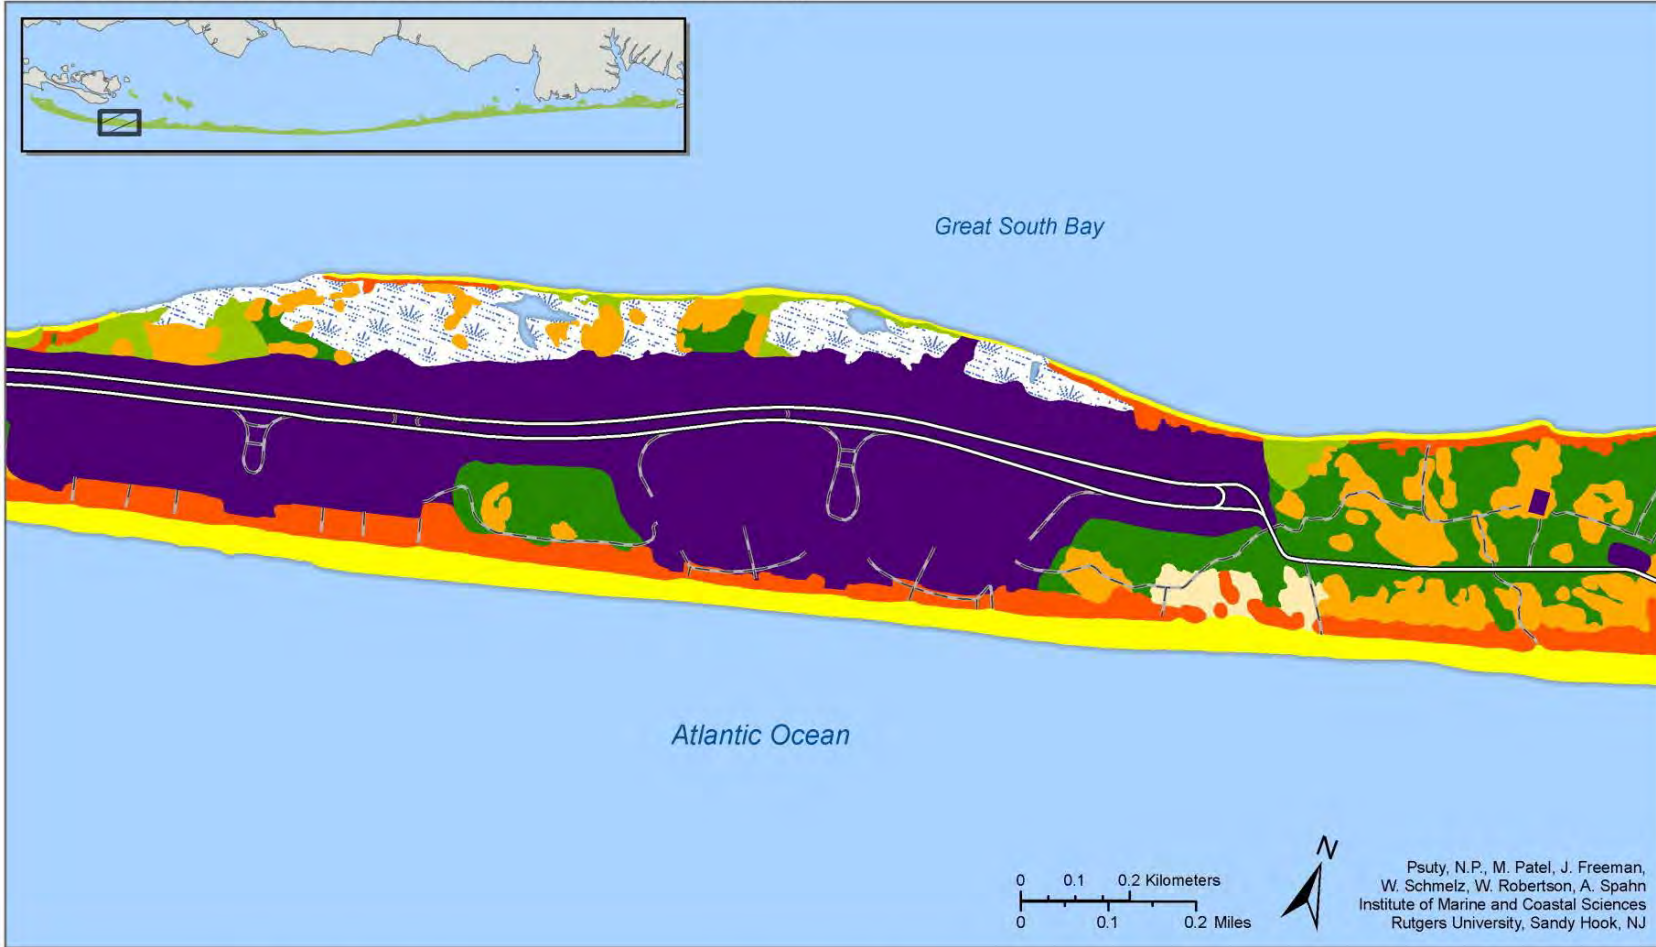 Great South Bay
Atlantic Ocean
0 0.1 0.2 Kilometers
0 0.1 0.2 Miles
N
Psuty, N.P., M. Patel, J. Freeman,
W. Schmelz, W. Robertson, A. Spahn
Institute of Marine and Coastal Sciences
Rutgers University, Sandy Hook, NJ